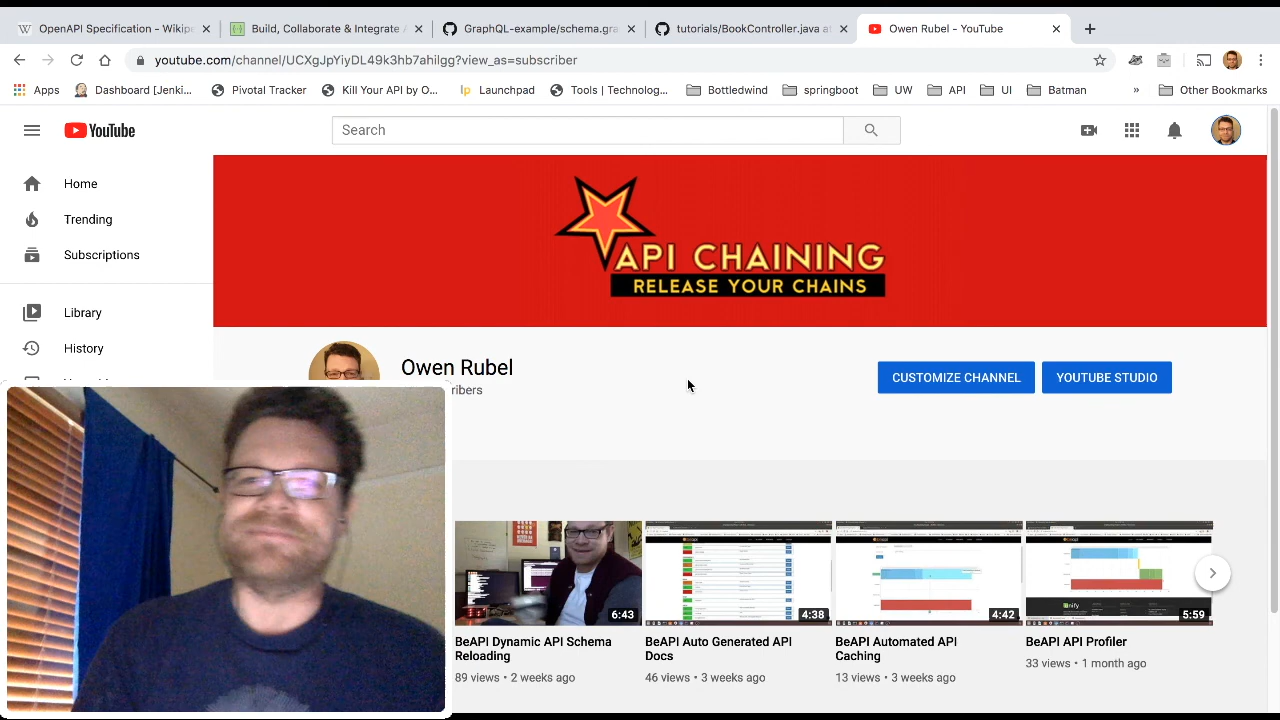 OpenAPI Specification - Wikip
Build, Collaborate & Integrate A
GraphQL-example/schema.gra
tutorials/BookController.java at
Owen Rubel - YouTube
youtube.com/channel/UCXgJpYiyDL49k3hb7ahiIgg?view_as=subscriber
Apps
Dashboard [Jenki...
Pivotal Tracker
Kill Your API by O...
lp Launchpad
Tools | Technolog...
Bottledwind
springboot
UW
API
UI
Batman
»
Other Bookmarks
YouTube
Search
Home
Trending
Subscriptions
Library
History
API CHAINING
RELEASE YOUR CHAINS
Owen Rubel
ribers
CUSTOMIZE CHANNEL
YOUTUBE STUDIO
6:43
4:38
4:42
5:59
BeAPI Dynamic API Schema
Reloading
89 views • 2 weeks ago
BeAPI Auto Generated API
Docs
46 views • 3 weeks ago
BeAPI Automated API
Caching
13 views • 3 weeks ago
BeAPI API Profiler
63 views • 1 month ago